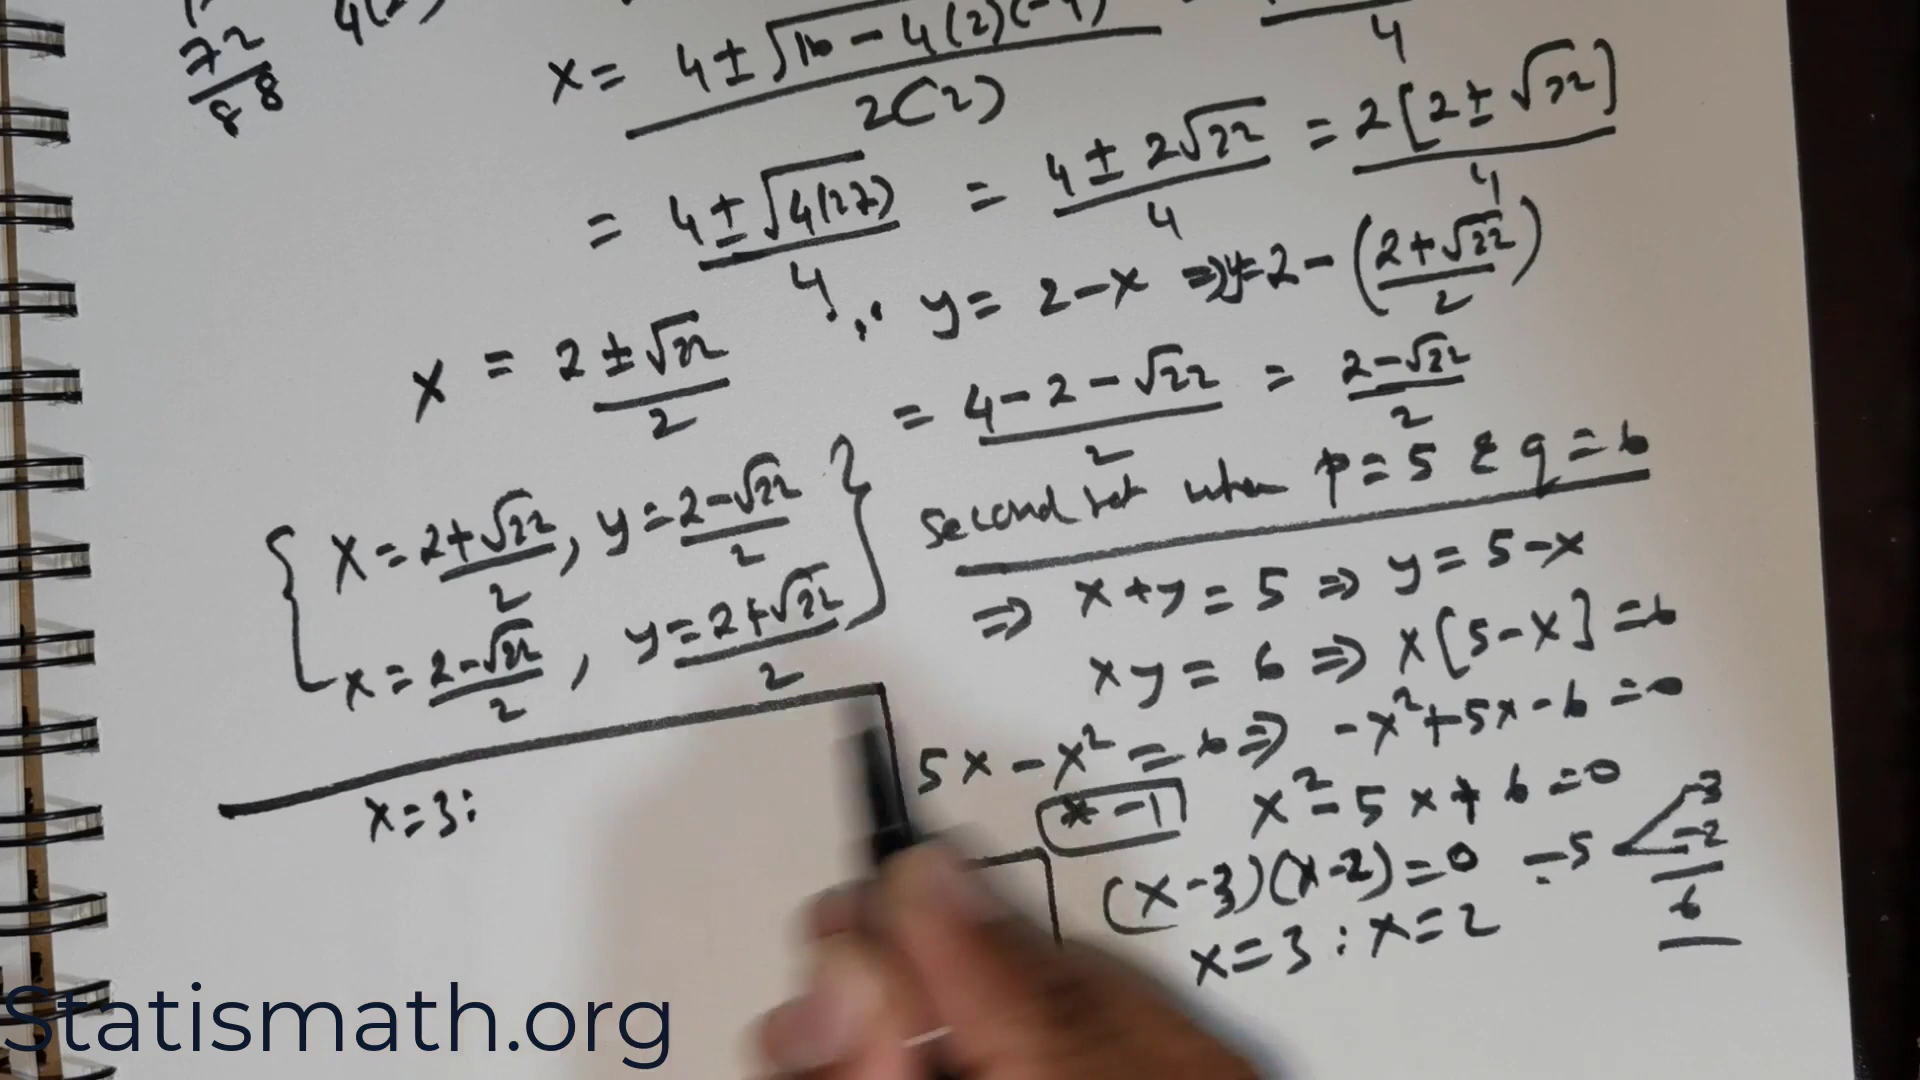 72
88
x = 4 ± √16 - 4(2)(-9)
2(2)
4
= 4 ± √4(22) / 4 = 4 ± 2√22 / 4 = 2[2 ± √22] / 4
x = 2 ± √22 / 2
∴ y = 2 - x ⇒ y = 2 - (2 + √22 / 2)
= 4 - 2 - √22 / 2 = 2 - √22 / 2
{ x = 2 + √22 / 2, y = 2 - √22 / 2
x = 2 - √22 / 2, y = 2 + √22 / 2 }
x = 3 :
second set when p = 5 & q = 6
⇒ x + y = 5 ⇒ y = 5 - x
xy = 6 ⇒ x[5 - x] = 6
5x - x² = 6 ⇒ -x² + 5x - 6 = 0
x - 1
x² - 5x + 6 = 0
(x - 3)(x - 2) = 0
-5
-3
-2
6
x = 3 : x = 2
Statismath.org